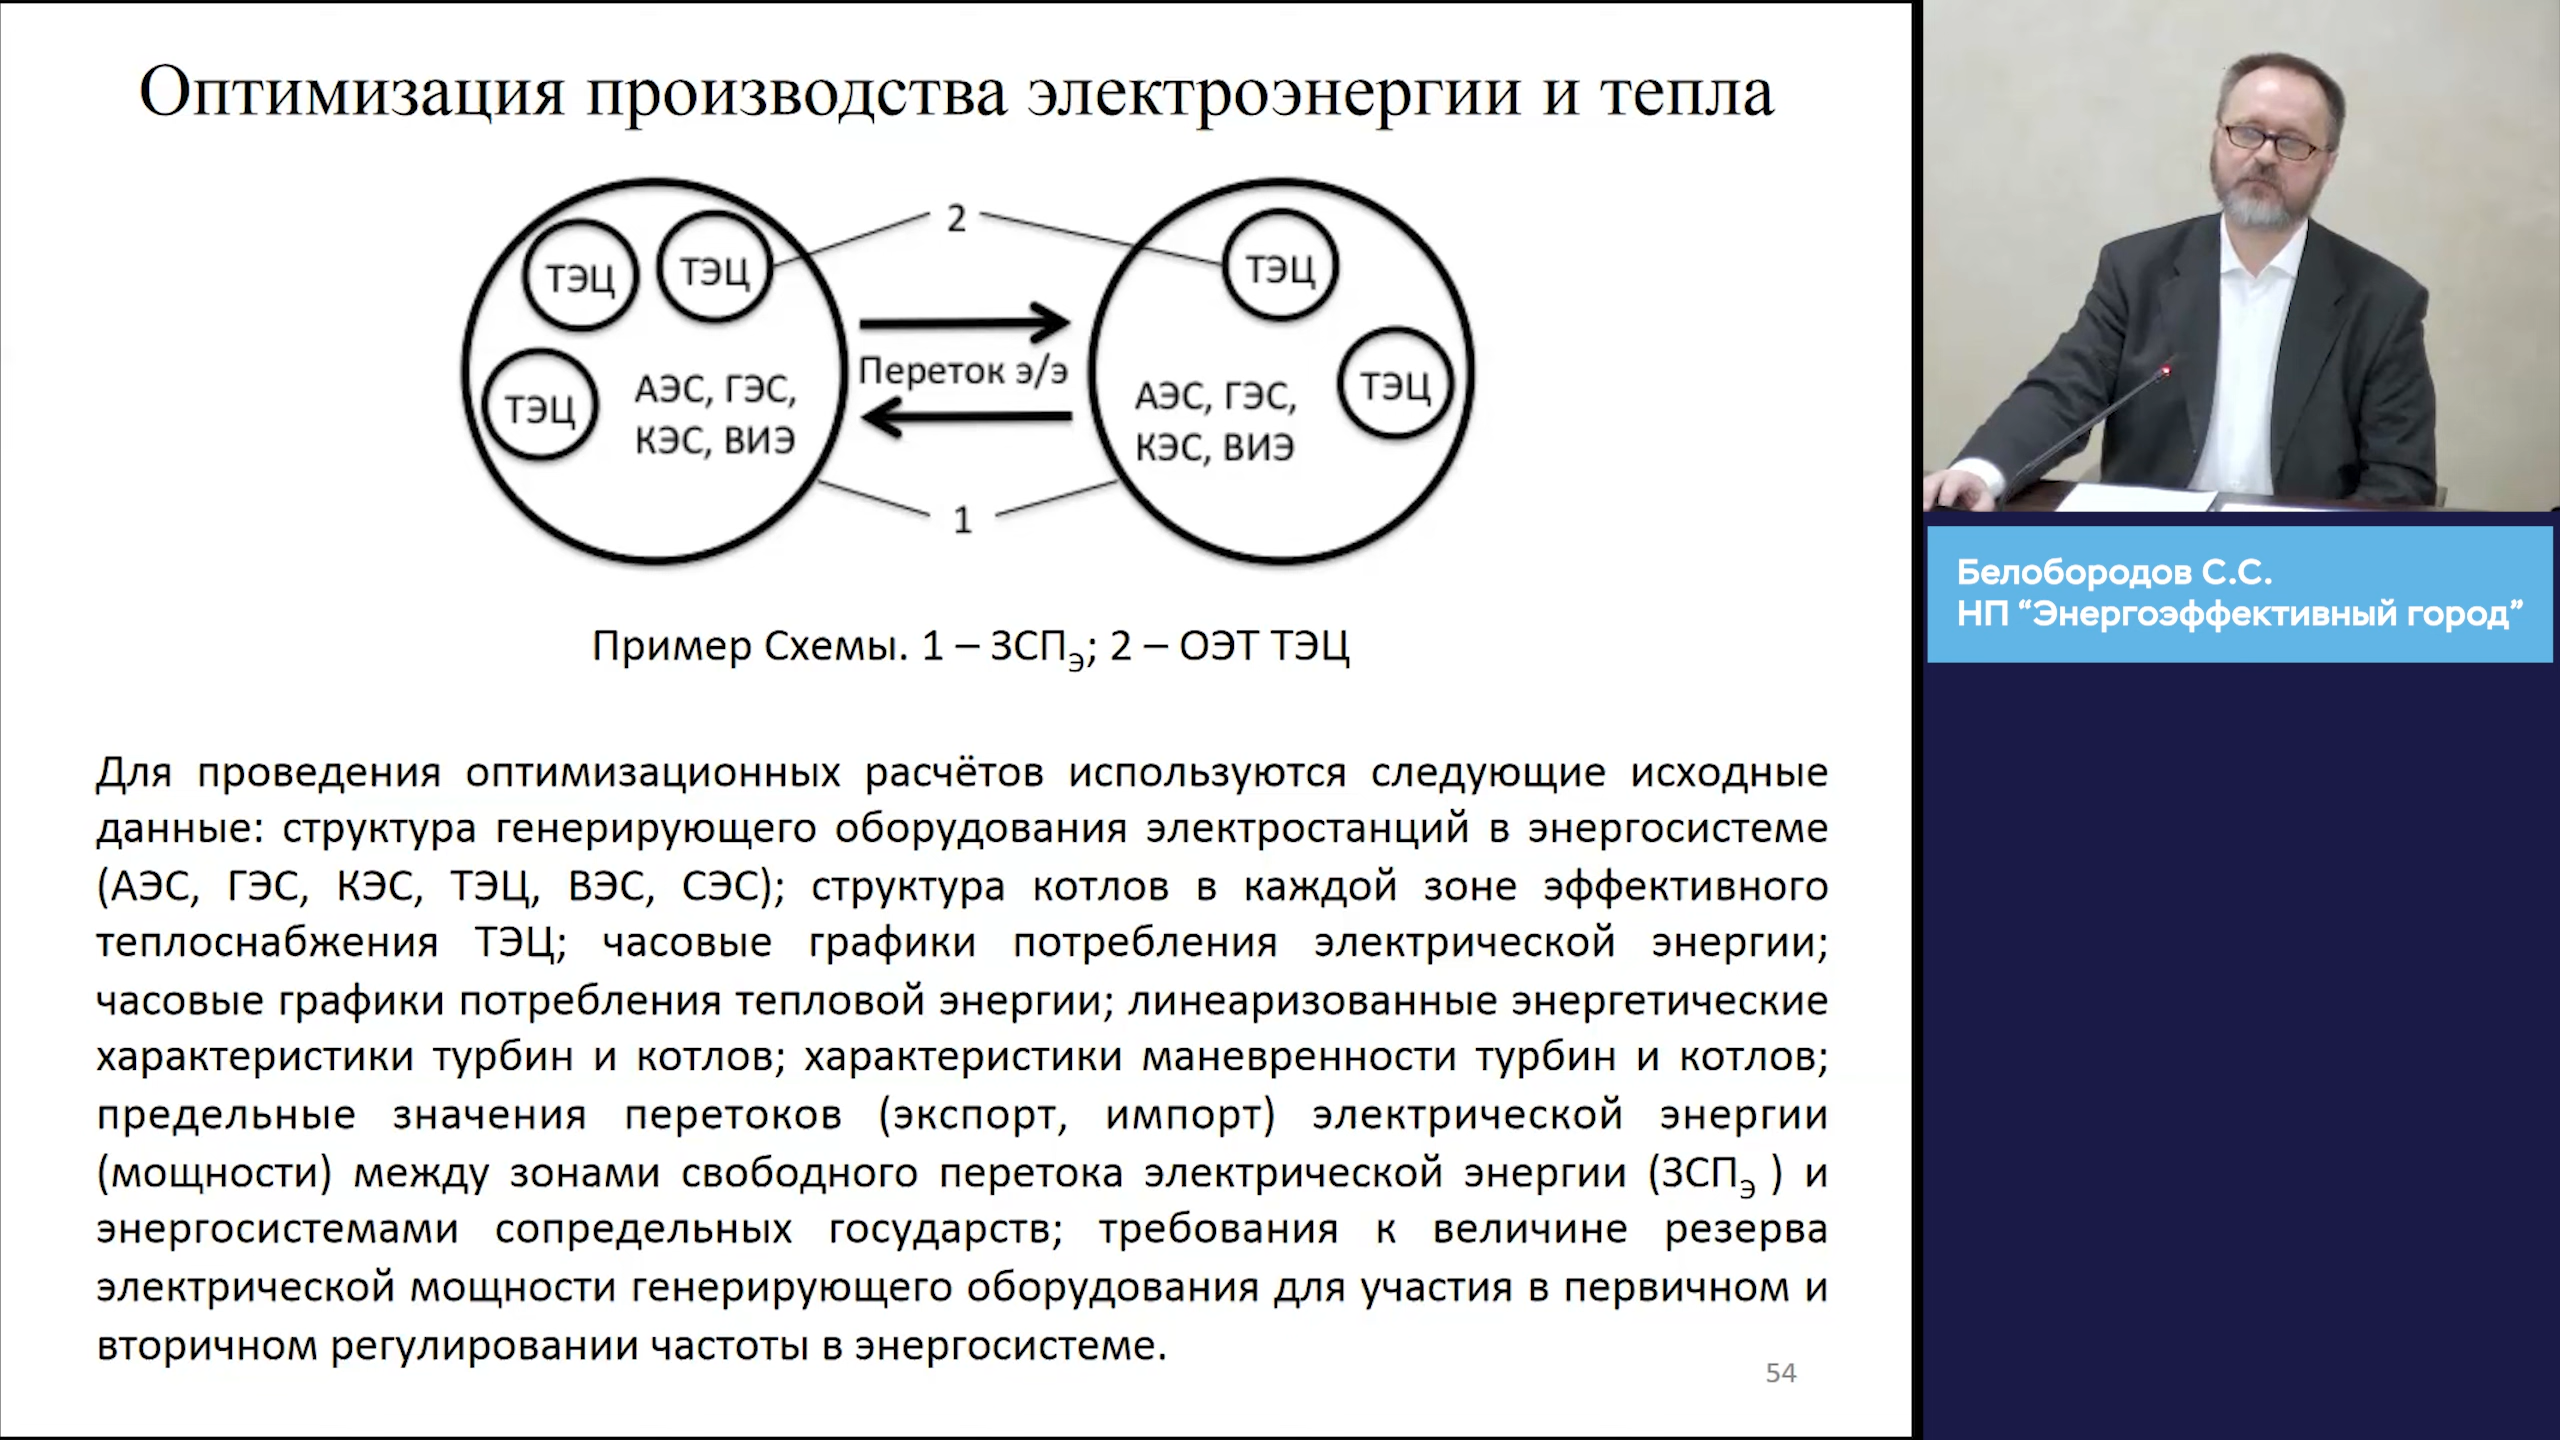 Оптимизация производства электроэнергии и тепла
2
ТЭЦ
ТЭЦ
ТЭЦ
АЭС, ГЭС,
КЭС, ВИЭ
Переток э/э
ТЭЦ
ТЭЦ
АЭС, ГЭС,
КЭС, ВИЭ
1
Пример Схемы. 1 – ЗСПэ; 2 – ОЭТ ТЭЦ
Для проведения оптимизационных расчётов используются следующие исходные
данные: структура генерирующего оборудования электростанций в энергосистеме
(АЭС, ГЭС, КЭС, ТЭЦ, ВЭС, СЭС); структура котлов в каждой зоне эффективного
теплоснабжения ТЭЦ; часовые графики потребления электрической энергии;
часовые графики потребления тепловой энергии; линеаризованные энергетические
характеристики турбин и котлов; характеристики маневренности турбин и котлов;
предельные значения перетоков (экспорт, импорт) электрической энергии
(мощности) между зонами свободного перетока электрической энергии (ЗСПэ ) и
энергосистемами сопредельных государств; требования к величине резерва
электрической мощности генерирующего оборудования для участия в первичном и
вторичном регулировании частоты в энергосистеме.
54
Белобородов С.С.
НП “Энергоэффективный город”